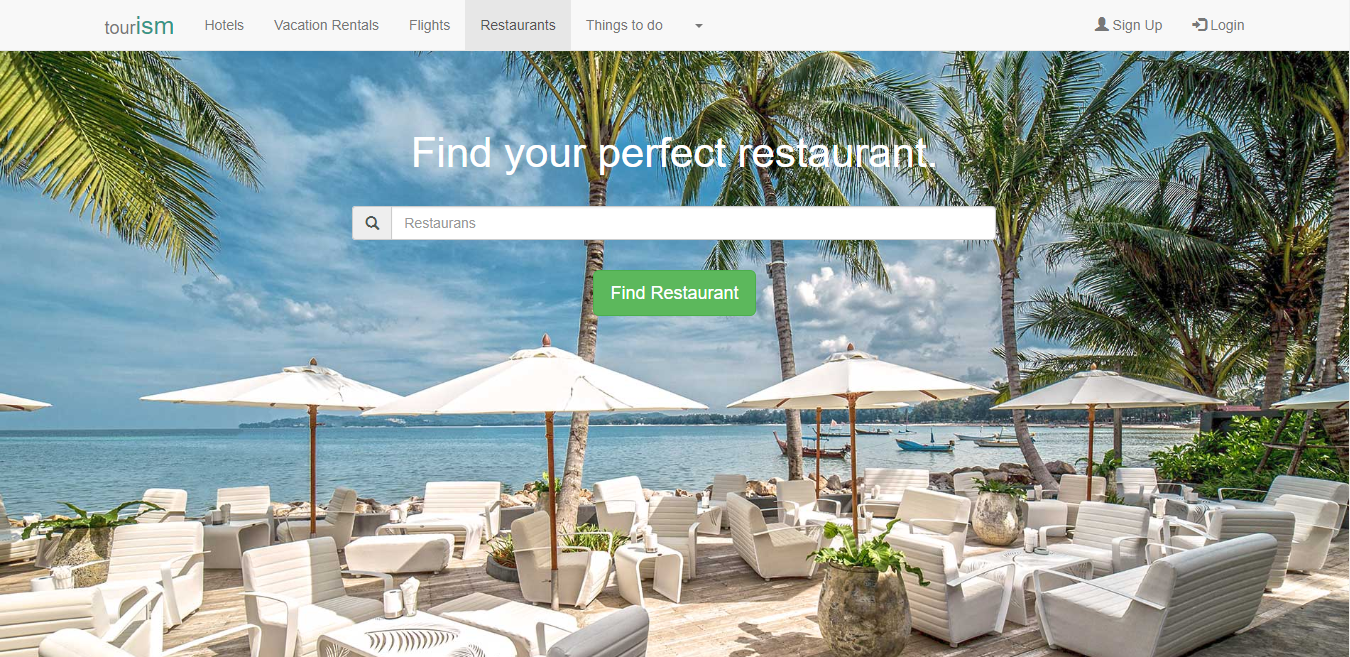 tourism Hotels Vacation Rentals Flights Restaurants Things to do Sign Up Login
Find your perfect restaurant.
Restaurans
Find Restaurant